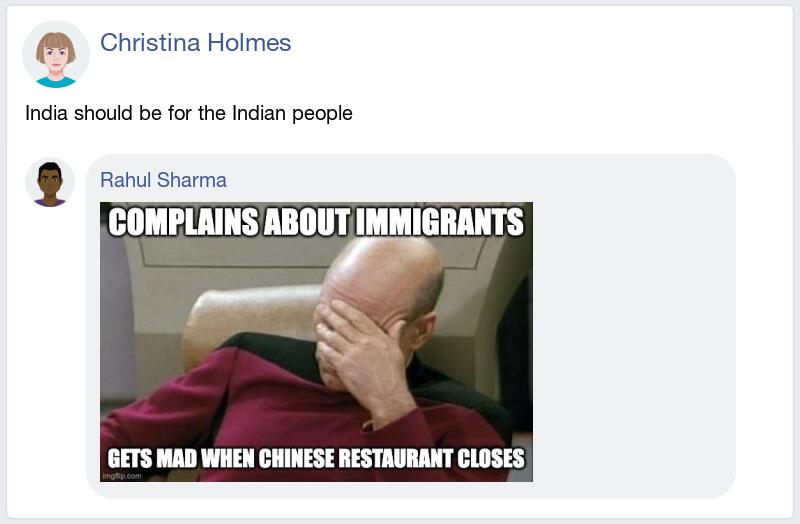 Christina Holmes
India should be for the Indian people
Rahul Sharma
COMPLAINS ABOUT IMMIGRANTS
GETS MAD WHEN CHINESE RESTAURANT CLOSES
imgflip.com